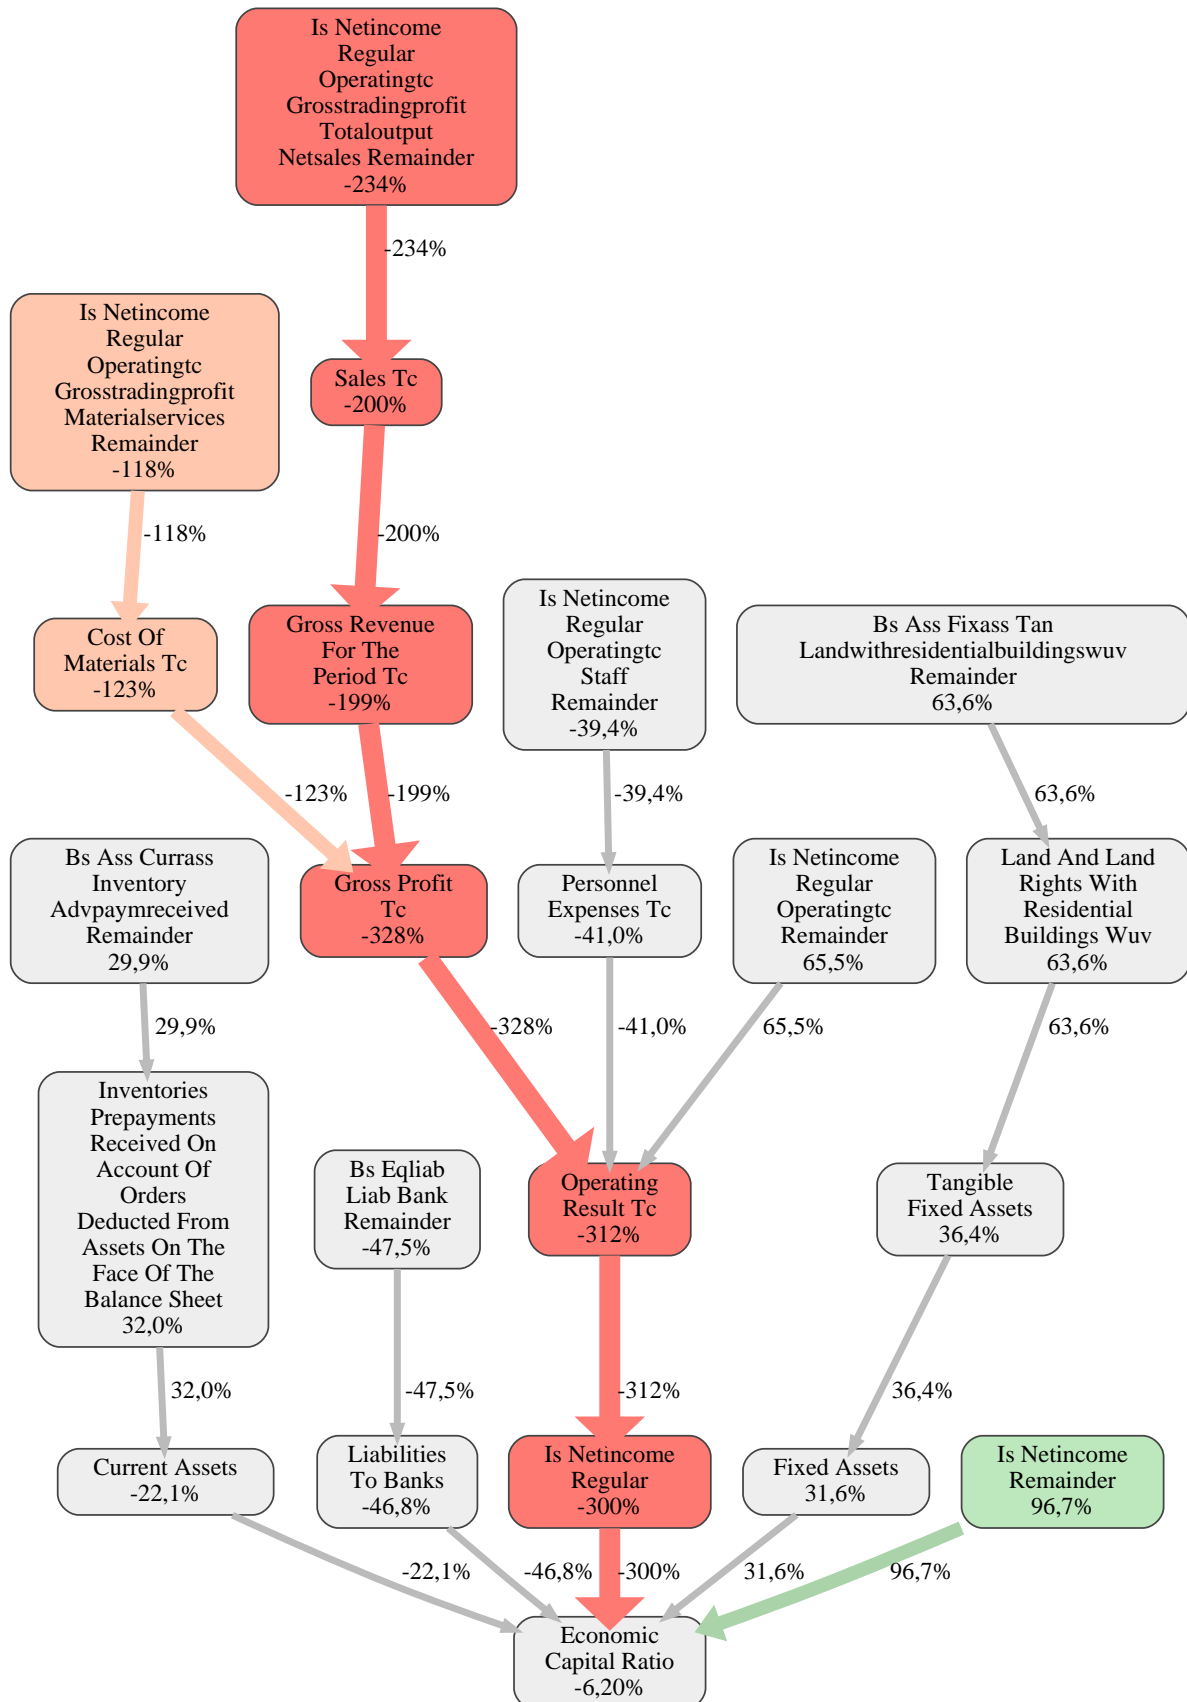 Is Netincome
Regular
Operatingtc
Grosstradingprofit
Totaloutput
Netsales Remainder
-234%
-234%
Is Netincome
Regular
Operatingtc
Grosstradingprofit
Materialservices
Remainder
-118%
Sales Tc
-200%
-118%
-200%
Cost Of
Materials Tc
-123%
Gross Revenue
For The
Period Tc
-199%
Is Netincome
Regular
Operatingtc
Staff
Remainder
-39,4%
Bs Ass Fixass Tan
Landwithresidentialbuildingswuv
Remainder
63,6%
-123%
-199%
-39,4%
63,6%
Bs Ass Currass
Inventory
Advpaymreceived
Remainder
29,9%
Gross Profit
Tc
-328%
Personnel
Expenses Tc
-41,0%
Is Netincome
Regular
Operatingtc
Remainder
65,5%
Land And Land
Rights With
Residential
Buildings Wuv
63,6%
29,9%
-328%
-41,0%
65,5%
63,6%
Inventories
Prepayments
Received On
Account Of
Orders
Deducted From
Assets On The
Face Of The
Balance Sheet
32,0%
Bs Eqliab
Liab Bank
Remainder
-47,5%
Operating
Result Tc
-312%
Tangible
Fixed Assets
36,4%
32,0%
-47,5%
-312%
36,4%
Current Assets
-22,1%
Liabilities
To Banks
-46,8%
Is Netincome
Regular
-300%
Fixed Assets
31,6%
Is Netincome
Remainder
96,7%
-22,1%
-46,8%
-300%
31,6%
96,7%
Economic
Capital Ratio
-6,20%